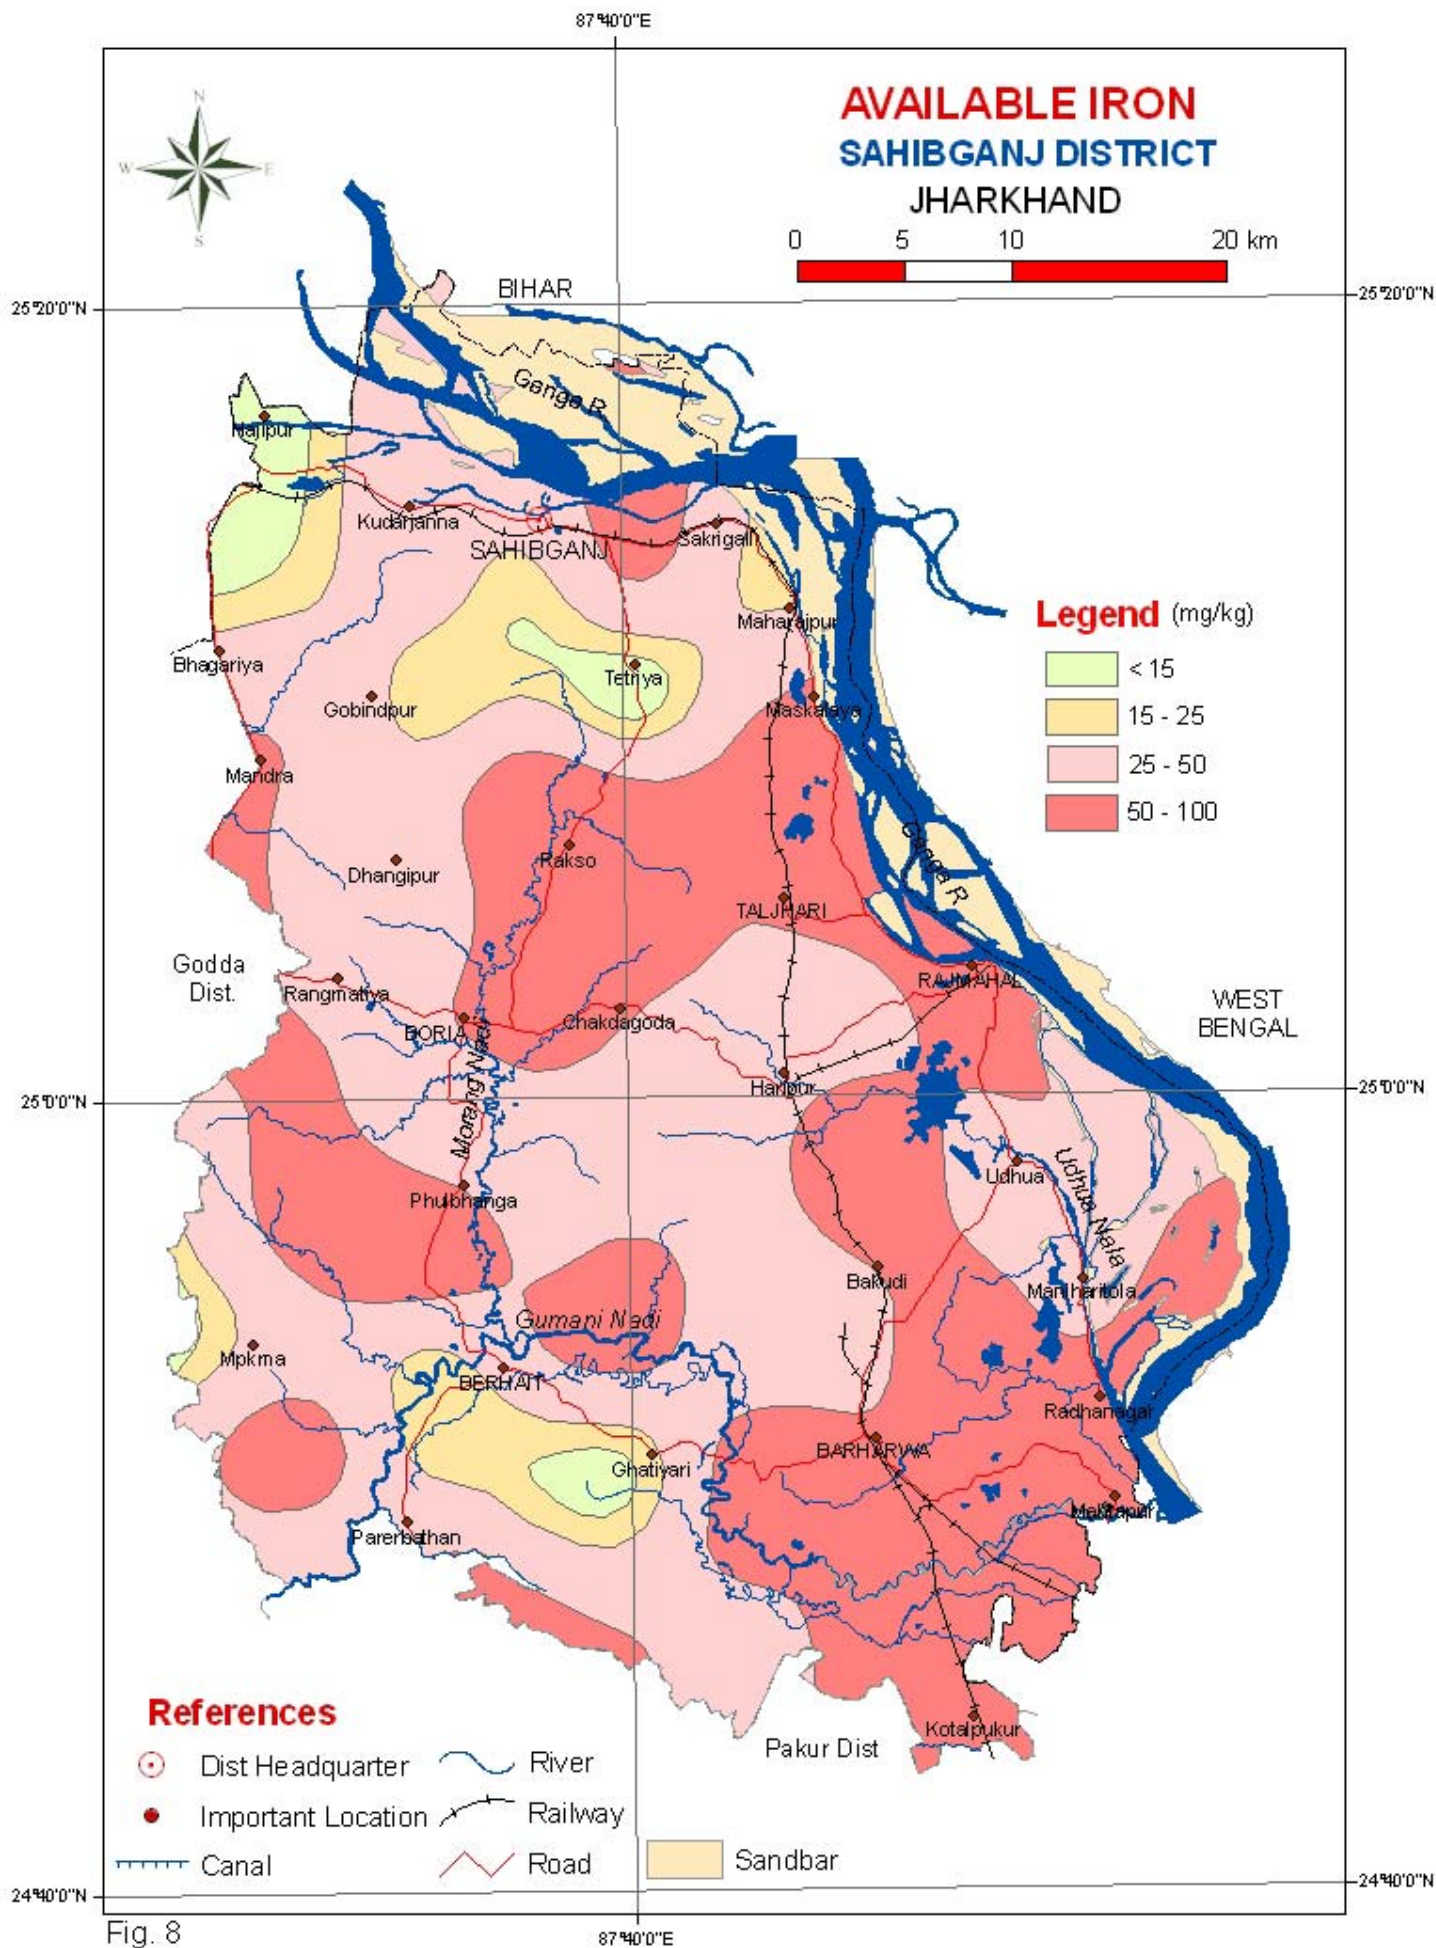 87°40'0"E
N
W
E
S
AVAILABLE IRON
SAHIBGANJ DISTRICT
JHARKHAND
0 5 10 20 km
BIHAR
25°20'0"N
25°20'0"N
Ganga R
Hajipur
Kudarjanna
SAHIBGANJ
Sakrigali
Maharajpur
Legend (mg/kg)
< 15
15 - 25
25 - 50
50 - 100
Bhagariya
Tetriya
Gobindpur
Maskalaya
Mandra
Ganga R
Rakso
Dhangipur
TALJHARI
Godda
Dist.
Rangmatiya
RAJMAHAL
WEST
BENGAL
BORIA
Chakdagoda
Morang Nadi
Haripur
25°0'0"N
25°0'0"N
Udhua
Udhua Nala
Phulbhanga
Bakudi
Mantharitola
Gumani Nadi
Mpkma
BERHAIT
Radhanagar
BARHARWA
Ghatiyari
Parerbathan
References
Kotalpukur
Pakur Dist
Dist Headquarter
River
Important Location
Railway
Canal
Road
Sandbar
24°40'0"N
24°40'0"N
Fig. 8
87°40'0"E